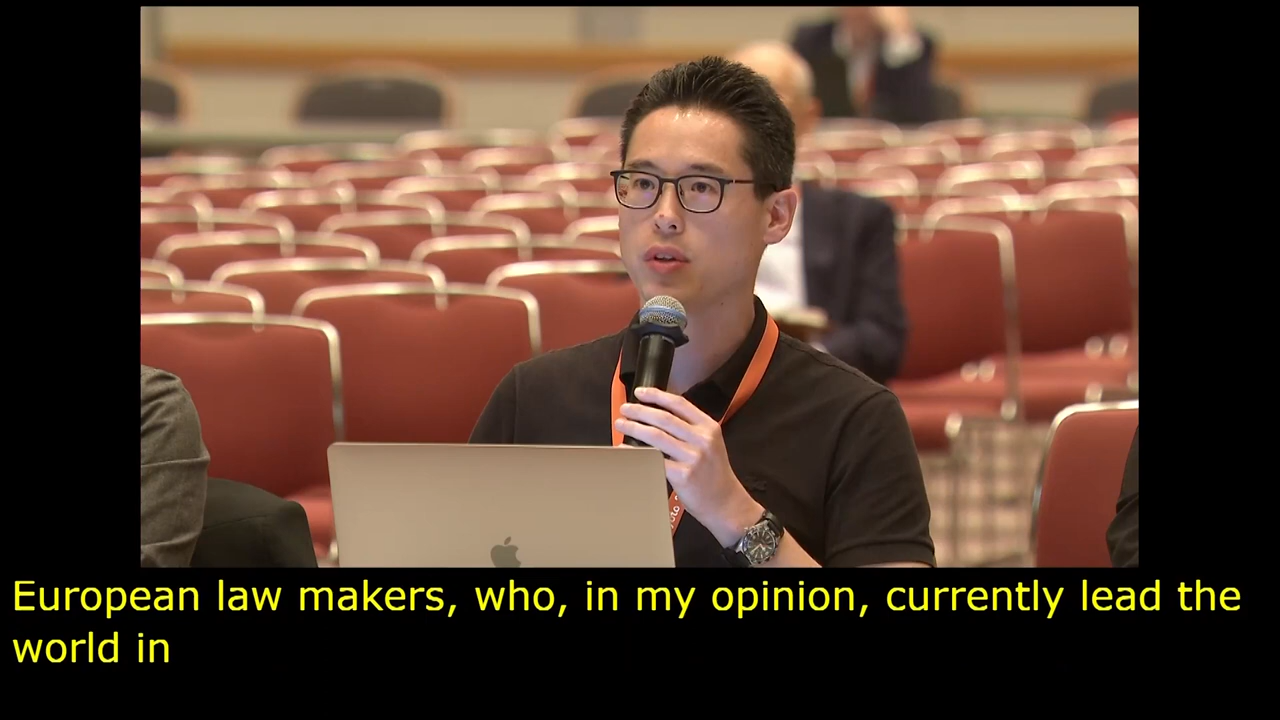 European law makers, who, in my opinion, currently lead the
world in